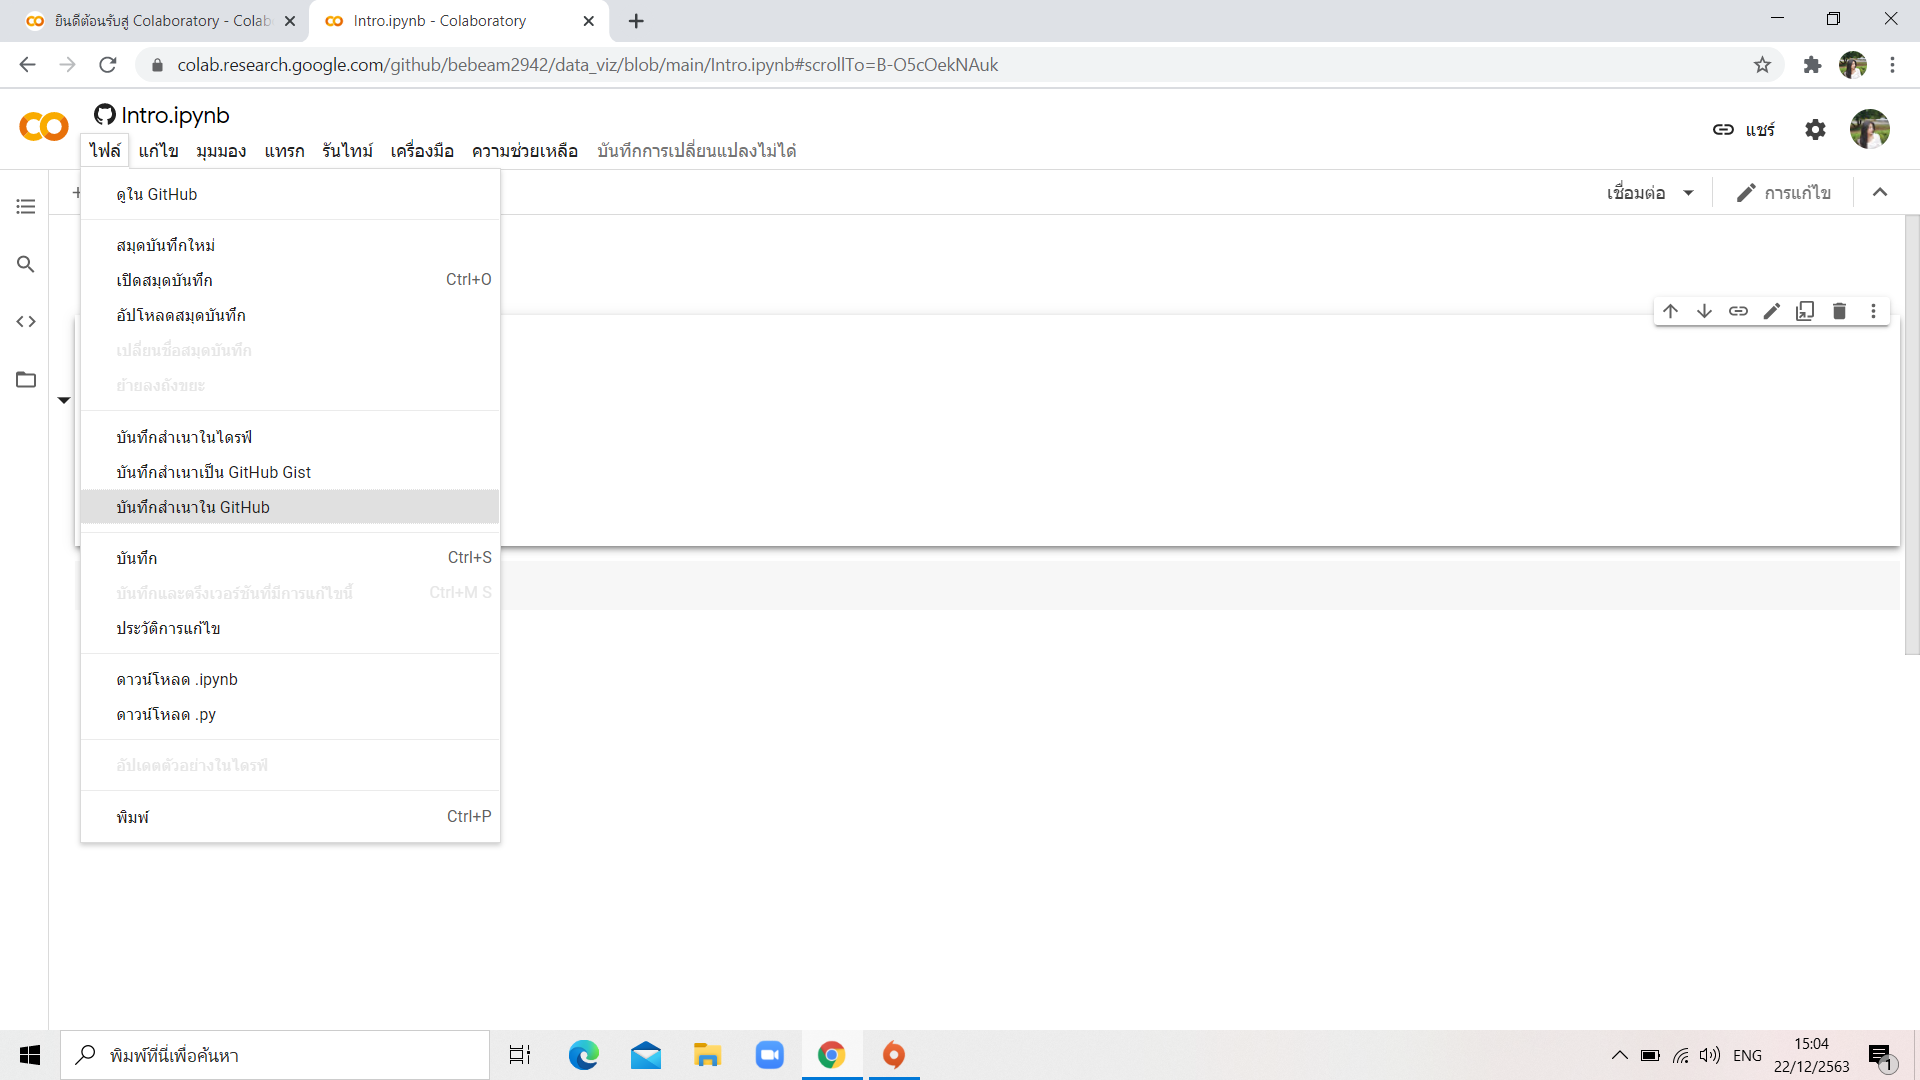 ยินดีต้อนรับสู่ Colaboratory - Colab
Intro.ipynb - Colaboratory
colab.research.google.com/github/bebeam2942/data_viz/blob/main/Intro.ipynb#scrollTo=B-O5cOekNAuk
Intro.ipynb
แชร์
ไฟล์ แก้ไข มุมมอง แทรก รันไทม์ เครื่องมือ ความช่วยเหลือ บันทึกการเปลี่ยนแปลงไม่ได้
เชื่อมต่อ การแก้ไข
ดูใน GitHub
สมุดบันทึกใหม่
เปิดสมุดบันทึก Ctrl+O
อัปโหลดสมุดบันทึก
เปลี่ยนชื่อสมุดบันทึก
ย้ายลงถังขยะ
บันทึกสำเนาในไดรฟ์
บันทึกสำเนาเป็น GitHub Gist
บันทึกสำเนาใน GitHub
บันทึก Ctrl+S
บันทึกและตรึงเวอร์ชันที่มีการแก้ไขนี้ Ctrl+M S
ประวัติการแก้ไข
ดาวน์โหลด .ipynb
ดาวน์โหลด .py
อัปเดตตัวอย่างในไดรฟ์
พิมพ์ Ctrl+P
พิมพ์ที่นี่เพื่อค้นหา
ENG
15:04
22/12/2563
1